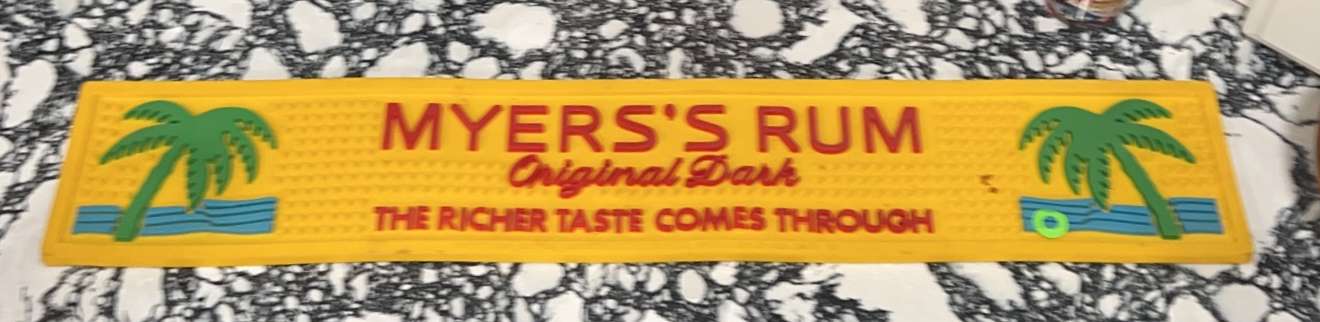 MYERS'S RUM
Original Dark
THE RICHER TASTE COMES THROUGH